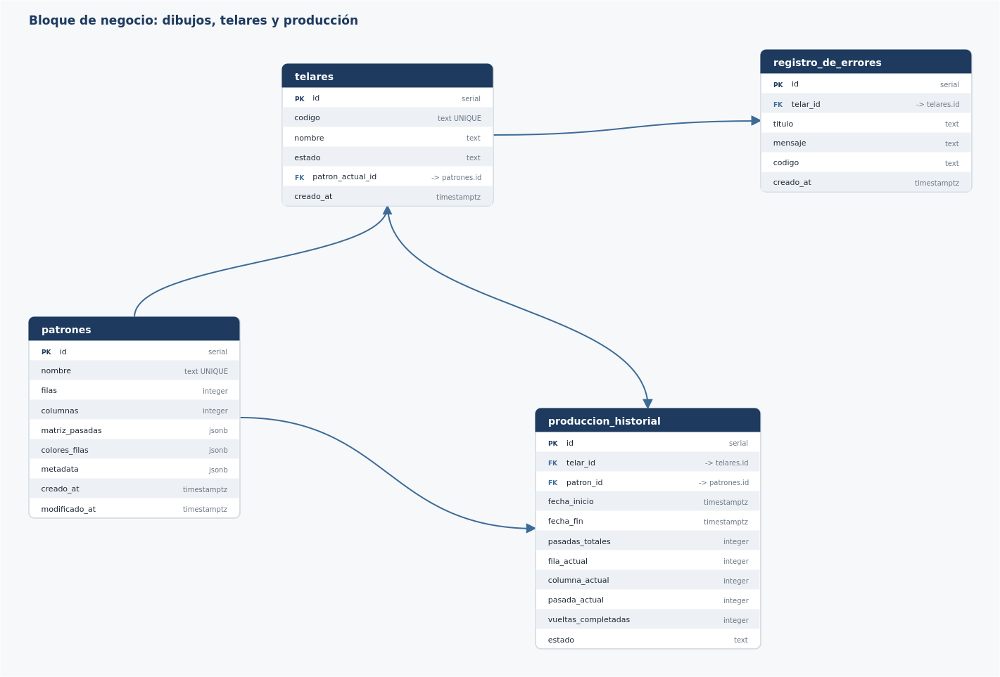 Bloque de negocio: dibujos, telares y producción
telares
PK id serial
codigo text UNIQUE
nombre text
estado text
FK patron_actual_id -> patrones.id
creado_at timestamptz
registro_de_errores
PK id serial
FK telar_id -> telares.id
titulo text
mensaje text
codigo text
creado_at timestamptz
patrones
PK id serial
nombre text UNIQUE
filas integer
columnas integer
matriz_pasadas jsonb
colores_filas jsonb
metadata jsonb
creado_at timestamptz
modificado_at timestamptz
produccion_historial
PK id serial
FK telar_id -> telares.id
FK patron_id -> patrones.id
fecha_inicio timestamptz
fecha_fin timestamptz
pasadas_totales integer
fila_actual integer
columna_actual integer
pasada_actual integer
vueltas_completadas integer
estado text